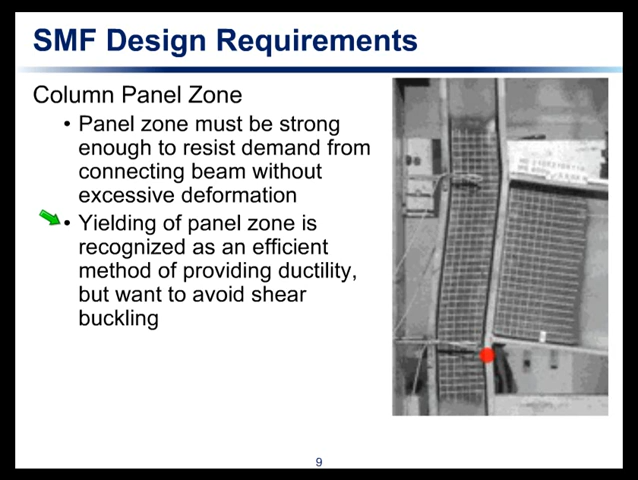 SMF Design Requirements
Column Panel Zone
• Panel zone must be strong
enough to resist demand from
connecting beam without
excessive deformation
• Yielding of panel zone is
recognized as an efficient
method of providing ductility,
but want to avoid shear
buckling
9